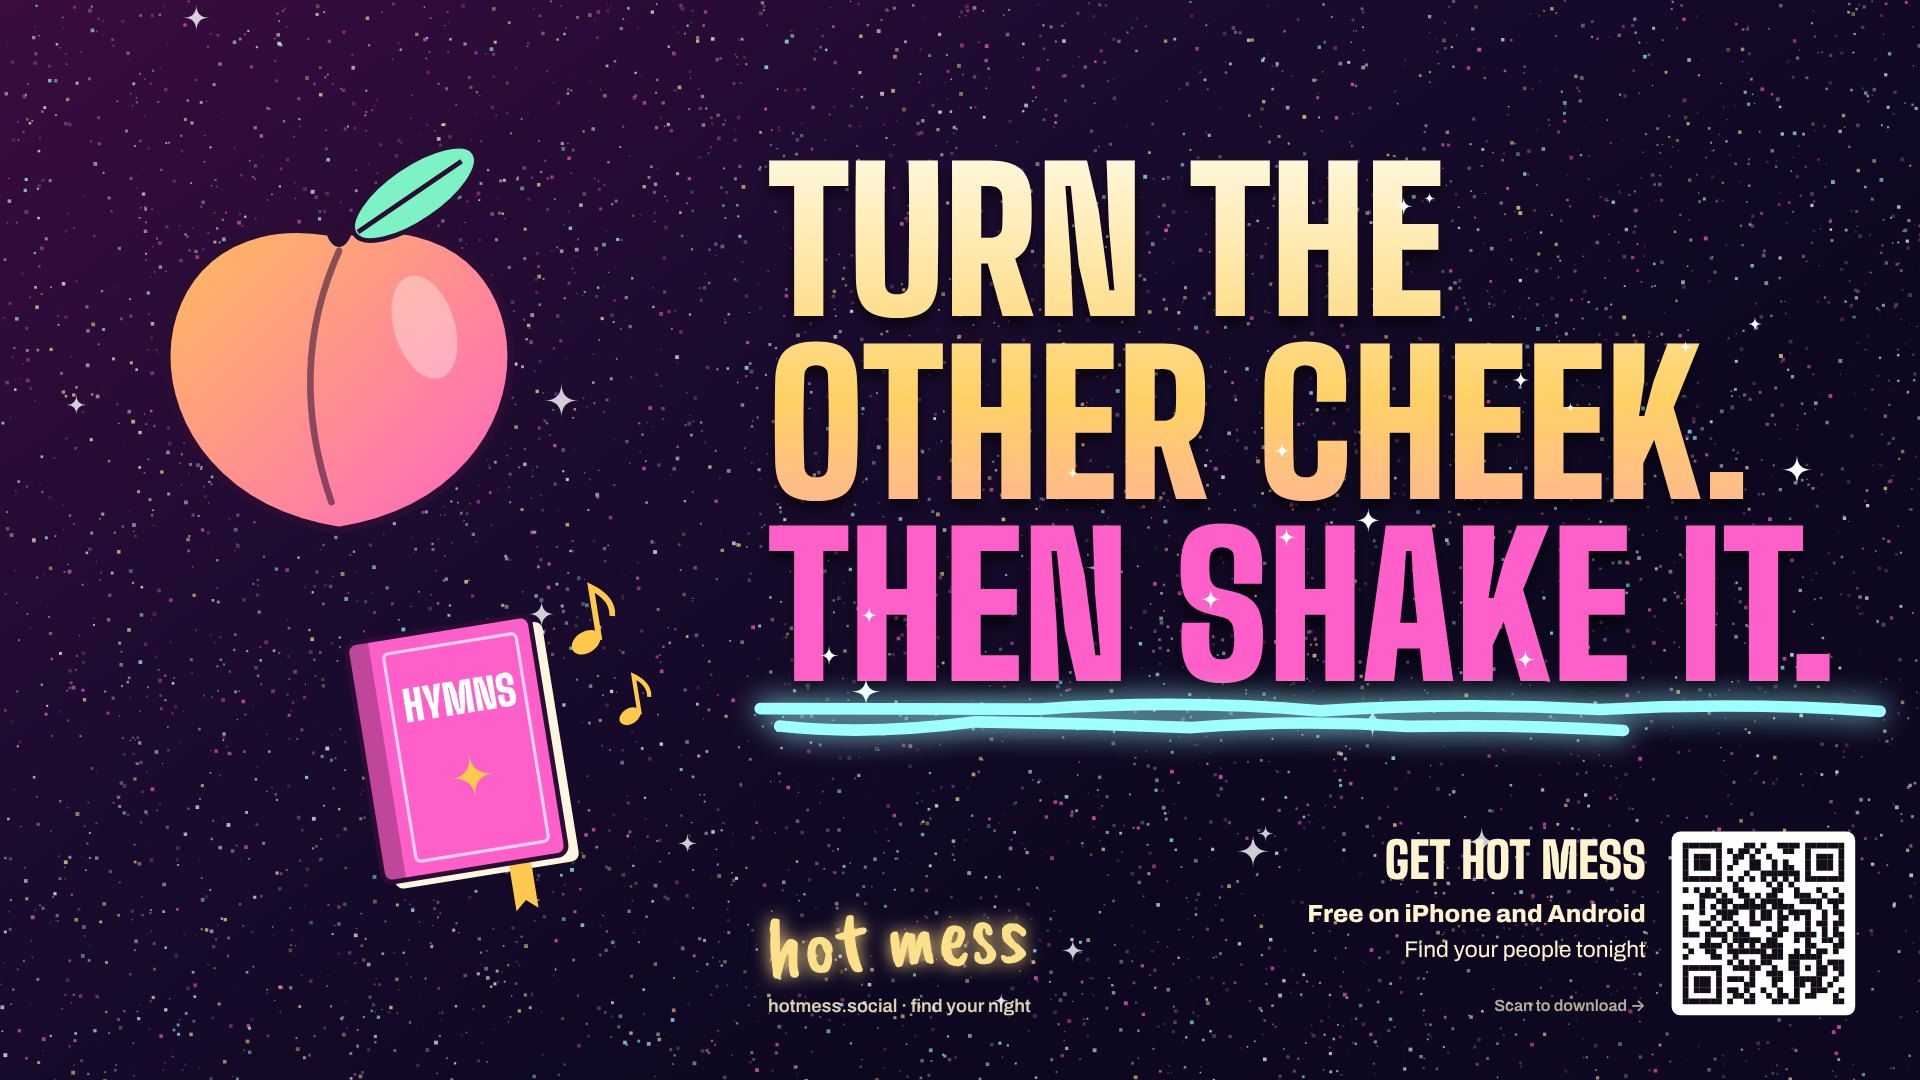 TURN THE
OTHER CHEEK.
THEN SHAKE IT.
HYMNS
GET HOT MESS
Free on iPhone and Android
Find your people tonight
Scan to download →
hot mess
hotmess.social · find your night